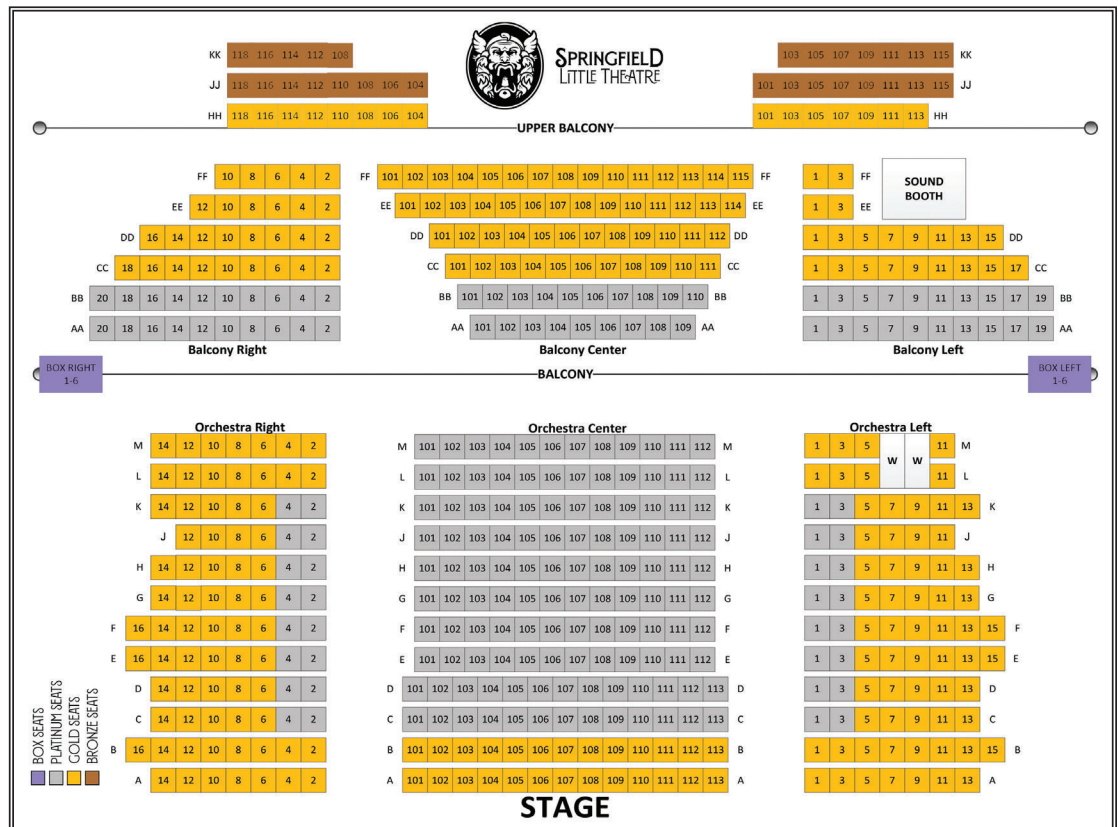 KK 118 116 114 112 108
SPRINGFIELD
LITTLE THEATRE
103 105 107 109 111 113 115 KK
JJ 118 116 114 112 110 108 106 104
101 103 105 107 109 111 113 115 JJ
HH 118 116 114 112 110 108 106 104
101 103 105 107 109 111 113 HH
UPPER BALCONY
FF 10 8 6 4 2
FF 101 102 103 104 105 106 107 108 109 110 111 112 113 114 115 FF
1 3 FF
SOUND
BOOTH
EE 12 10 8 6 4 2
EE 101 102 103 104 105 106 107 108 109 110 111 112 113 114 EE
1 3 EE
DD 16 14 12 10 8 6 4 2
DD 101 102 103 104 105 106 107 108 109 110 111 112 DD
1 3 5 7 9 11 13 15 DD
CC 18 16 14 12 10 8 6 4 2
CC 101 102 103 104 105 106 107 108 109 110 111 CC
1 3 5 7 9 11 13 15 17 CC
BB 20 18 16 14 12 10 8 6 4 2
BB 101 102 103 104 105 106 107 108 109 110 BB
1 3 5 7 9 11 13 15 17 19 BB
AA 20 18 16 14 12 10 8 6 4 2
AA 101 102 103 104 105 106 107 108 109 AA
1 3 5 7 9 11 13 15 17 19 AA
Balcony Right
Balcony Center
Balcony Left
BOX RIGHT
1-6
BALCONY
BOX LEFT
1-6
Orchestra Right
Orchestra Center
Orchestra Left
M 14 12 10 8 6 4 2
M 101 102 103 104 105 106 107 108 109 110 111 112 M
1 3 5 11 M
W W
L 14 12 10 8 6 4 2
L 101 102 103 104 105 106 107 108 109 110 111 112 L
1 3 5 11 L
K 14 12 10 8 6 4 2
K 101 102 103 104 105 106 107 108 109 110 111 112 K
1 3 5 7 9 11 13 K
J 12 10 8 6 4 2
J 101 102 103 104 105 106 107 108 109 110 111 112 J
1 3 5 7 9 11 J
H 14 12 10 8 6 4 2
H 101 102 103 104 105 106 107 108 109 110 111 112 H
1 3 5 7 9 11 13 H
G 14 12 10 8 6 4 2
G 101 102 103 104 105 106 107 108 109 110 111 112 G
1 3 5 7 9 11 13 G
F 16 14 12 10 8 6 4 2
F 101 102 103 104 105 106 107 108 109 110 111 112 F
1 3 5 7 9 11 13 15 F
E 16 14 12 10 8 6 4 2
E 101 102 103 104 105 106 107 108 109 110 111 112 E
1 3 5 7 9 11 13 15 E
D 14 12 10 8 6 4 2
D 101 102 103 104 105 106 107 108 109 110 111 112 113 D
1 3 5 7 9 11 13 D
C 14 12 10 8 6 4 2
C 101 102 103 104 105 106 107 108 109 110 111 112 113 C
1 3 5 7 9 11 13 C
B 16 14 12 10 8 6 4 2
B 101 102 103 104 105 106 107 108 109 110 111 112 113 B
1 3 5 7 9 11 13 15 B
A 14 12 10 8 6 4 2
A 101 102 103 104 105 106 107 108 109 110 111 112 113 A
1 3 5 7 9 11 13 A
BOX SEATS
PLATINUM SEATS
GOLD SEATS
BRONZE SEATS
STAGE